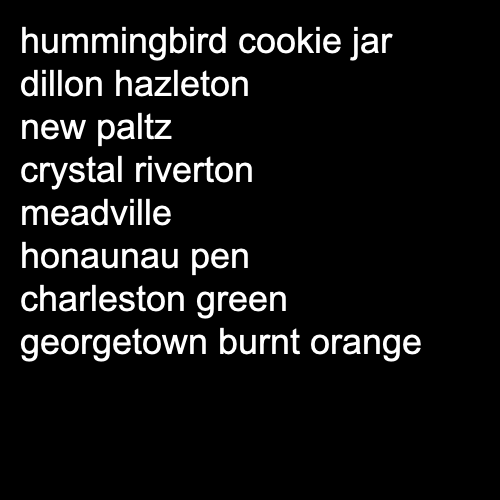 hummingbird cookie jar
dillon hazleton
new paltz
crystal riverton
meadville
honaunau pen
charleston green
georgetown burnt orange